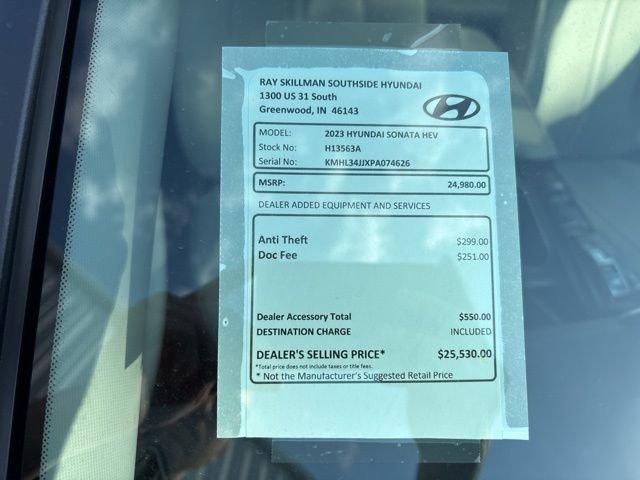 RAY SKILLMAN SOUTHSIDE HYUNDAI
1300 US 31 South
Greenwood, IN 46143
MODEL: 2023 HYUNDAI SONATA HEV
Stock No: H13563A
Serial No: KMHL34JJXPA074626
MSRP: 24,980.00
DEALER ADDED EQUIPMENT AND SERVICES
Anti Theft $299.00
Doc Fee $251.00
Dealer Accessory Total $550.00
DESTINATION CHARGE INCLUDED
DEALER'S SELLING PRICE* $25,530.00
*Total price does not include taxes or title fees.
* Not the Manufacturer's Suggested Retail Price